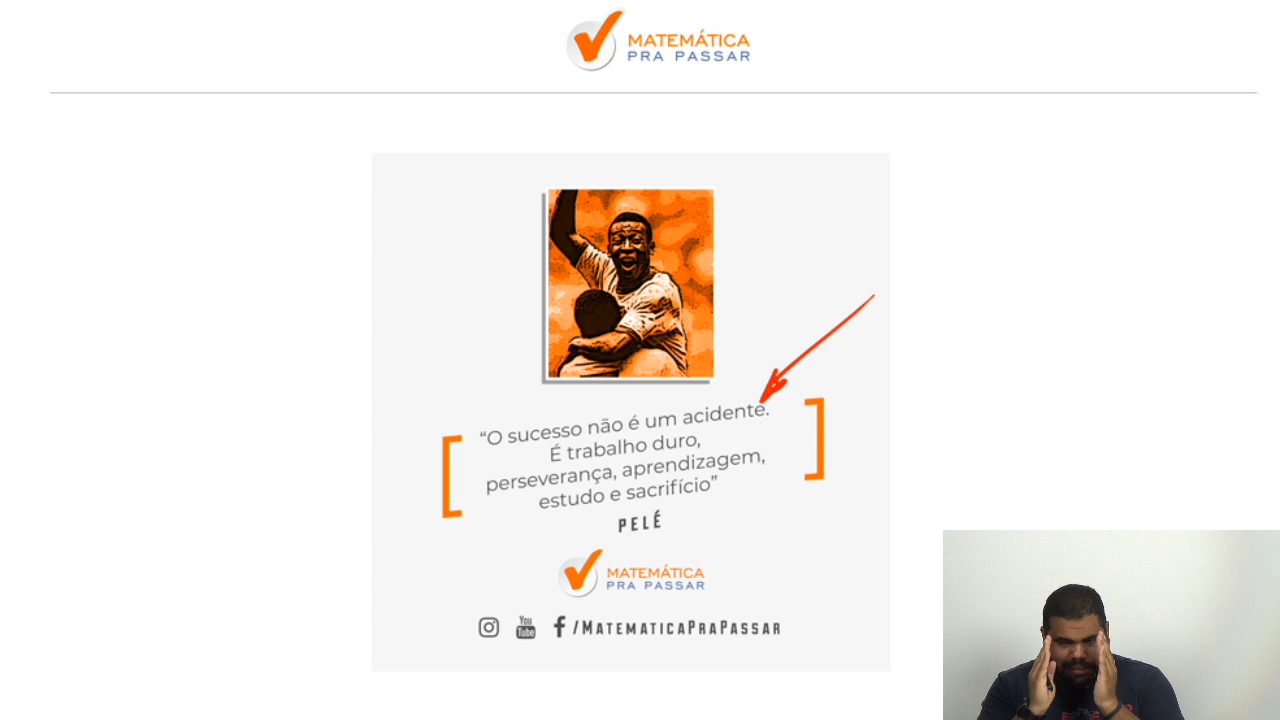 MATEMÁTICA
PRA PASSAR
“O sucesso não é um acidente.
É trabalho duro,
perseverança, aprendizagem,
estudo e sacrifício”
PELÉ
MATEMÁTICA
PRA PASSAR
You
Tube
/MATEMATICAPRAPASSAR